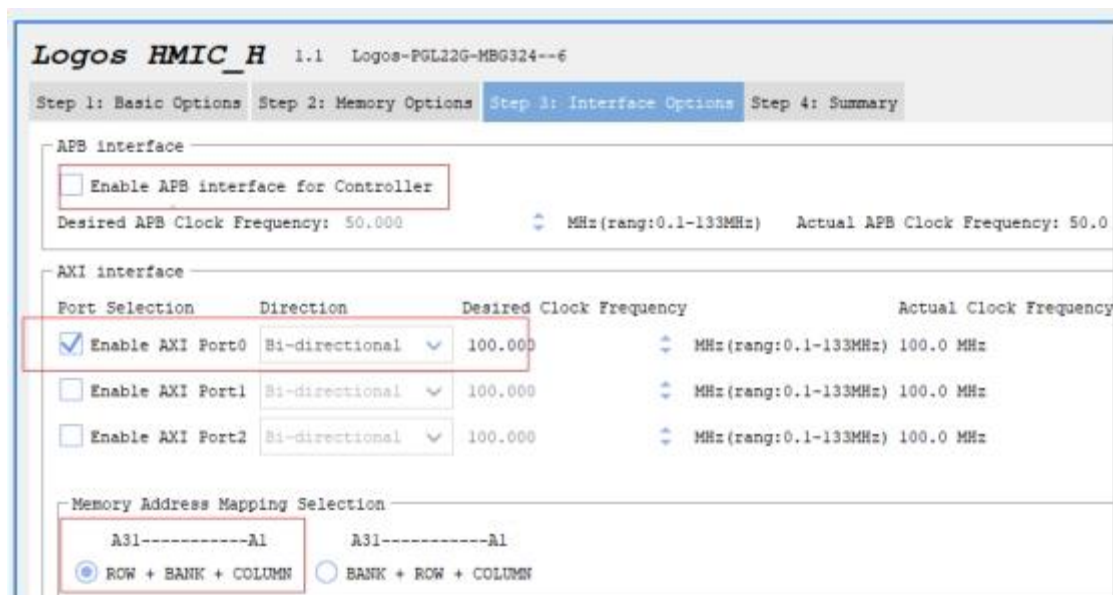 Logos HMIC_H 1.1 Logos-PGL22G-MBG324--6
Step 1: Basic Options Step 2: Memory Options Step 3: Interface Options Step 4: Summary
APB interface
Enable APB interface for Controller
Desired APB Clock Frequency: 50.000 MHz(rang:0.1-133MHz) Actual APB Clock Frequency: 50.0
AXI interface
Port Selection Direction Desired Clock Frequency Actual Clock Frequency
Enable AXI Port0 Bi-directional 100.000 MHz(rang:0.1-133MHz) 100.0 MHz
Enable AXI Port1 Bi-directional 100.000 MHz(rang:0.1-133MHz) 100.0 MHz
Enable AXI Port2 Bi-directional 100.000 MHz(rang:0.1-133MHz) 100.0 MHz
Memory Address Mapping Selection
A31-----------A1 A31-----------A1
ROW + BANK + COLUMN BANK + ROW + COLUMN